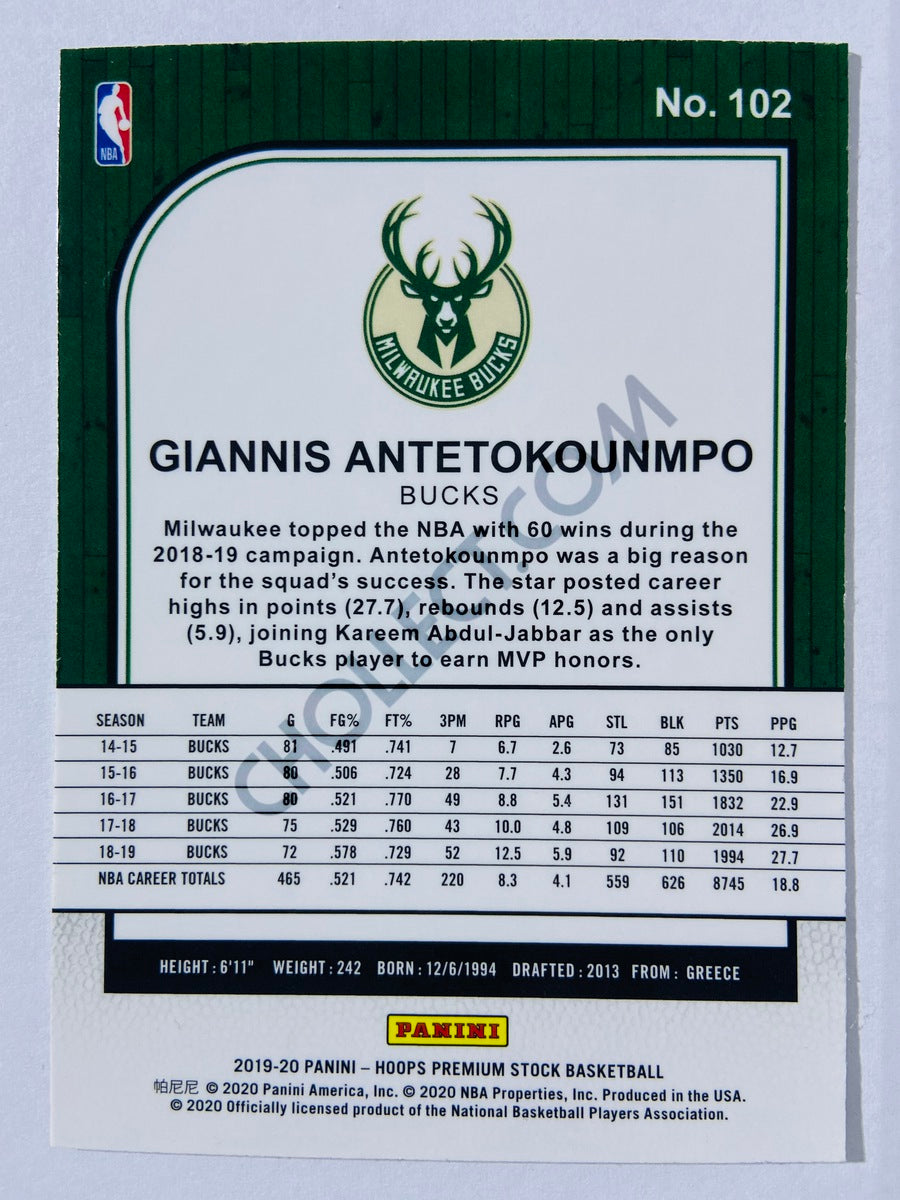 No. 102
NBA
MILWAUKEE BUCKS
GIANNIS ANTETOKOUNMPO
BUCKS
Milwaukee topped the NBA with 60 wins during the
2018-19 campaign. Antetokounmpo was a big reason
for the squad's success. The star posted career
highs in points (27.7), rebounds (12.5) and assists
(5.9), joining Kareem Abdul-Jabbar as the only
Bucks player to earn MVP honors.
CHOLLECT.COM
SEASON TEAM G FG% FT% 3PM RPG APG STL BLK PTS PPG
14-15 BUCKS 81 .491 .741 7 6.7 2.6 73 85 1030 12.7
15-16 BUCKS 80 .506 .724 28 7.7 4.3 94 113 1350 16.9
16-17 BUCKS 80 .521 .770 49 8.8 5.4 131 151 1832 22.9
17-18 BUCKS 75 .529 .760 43 10.0 4.8 109 106 2014 26.9
18-19 BUCKS 72 .578 .729 52 12.5 5.9 92 110 1994 27.7
NBA CAREER TOTALS 465 .521 .742 220 8.3 4.1 559 626 8745 18.8
HEIGHT: 6'11" WEIGHT: 242 BORN: 12/6/1994 DRAFTED: 2013 FROM: GREECE
PANINI
2019-20 PANINI – HOOPS PREMIUM STOCK BASKETBALL
帕尼尼 © 2020 Panini America, Inc. © 2020 NBA Properties, Inc. Produced in the USA.
© 2020 Officially licensed product of the National Basketball Players Association.